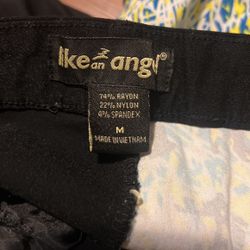 like an angel®
74% RAYON
22% NYLON
4% SPANDEX
M
MADE IN VIETNAM